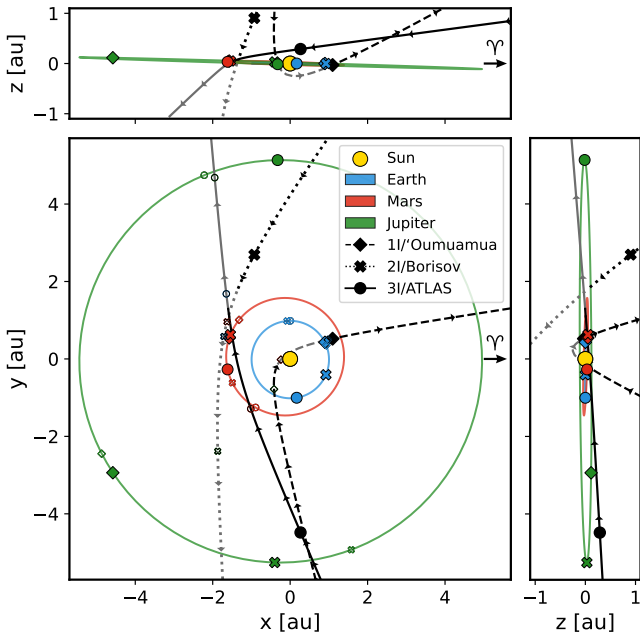 1
0
−1
z [au]
♈
Sun
Earth
Mars
Jupiter
1I/‘Oumuamua
2I/Borisov
3I/ATLAS
4
2
0
−2
−4
y [au]
♈
−4
−2
0
2
4
x [au]
−1
0
1
z [au]